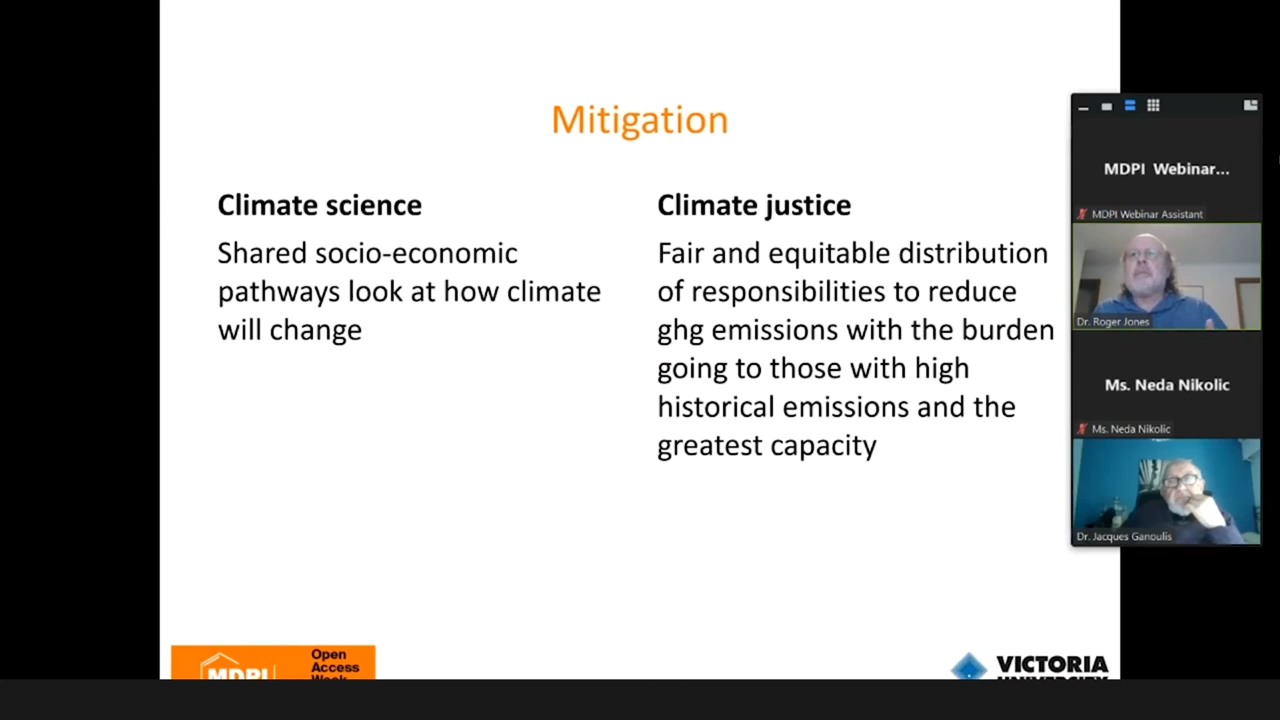 Mitigation
Climate science
Shared socio-economic
pathways look at how climate
will change
Climate justice
Fair and equitable distribution
of responsibilities to reduce
ghg emissions with the burden
going to those with high
historical emissions and the
greatest capacity
MDPI Webinar...
MDPI Webinar Assistant
Dr. Roger Jones
Ms. Neda Nikolic
Ms. Neda Nikolic
Dr. Jacques Ganoulis
MDPI
Open
Access
Week
VICTORIA
UNIVERSITY